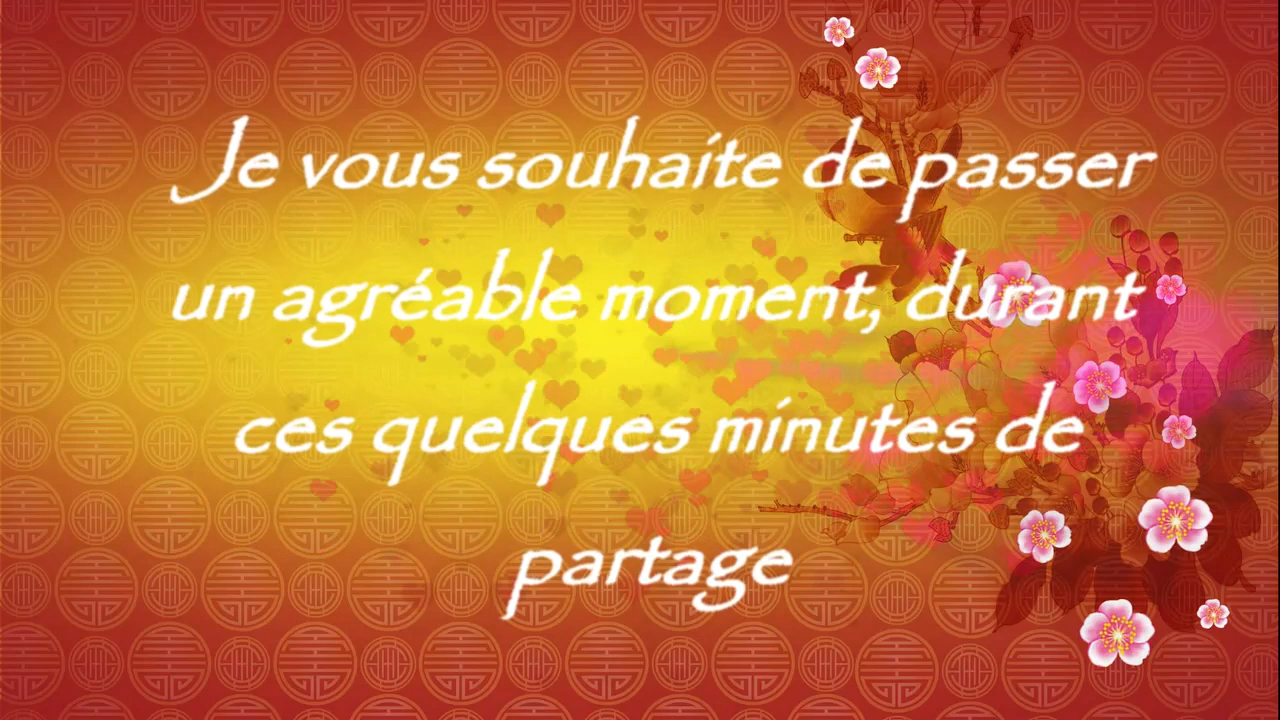 Je vous souhaite de passer
un agréable moment, durant
ces quelques minutes de
partage